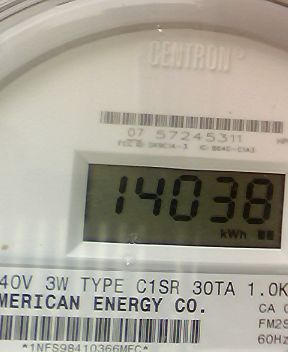 CENTRON®
07 57245311
14038
kWh
40V 3W TYPE C1SR 30TA 1.0K
MERICAN ENERGY CO.
CA 0
FM2S
60Hz
*1NFS98410366MFC*